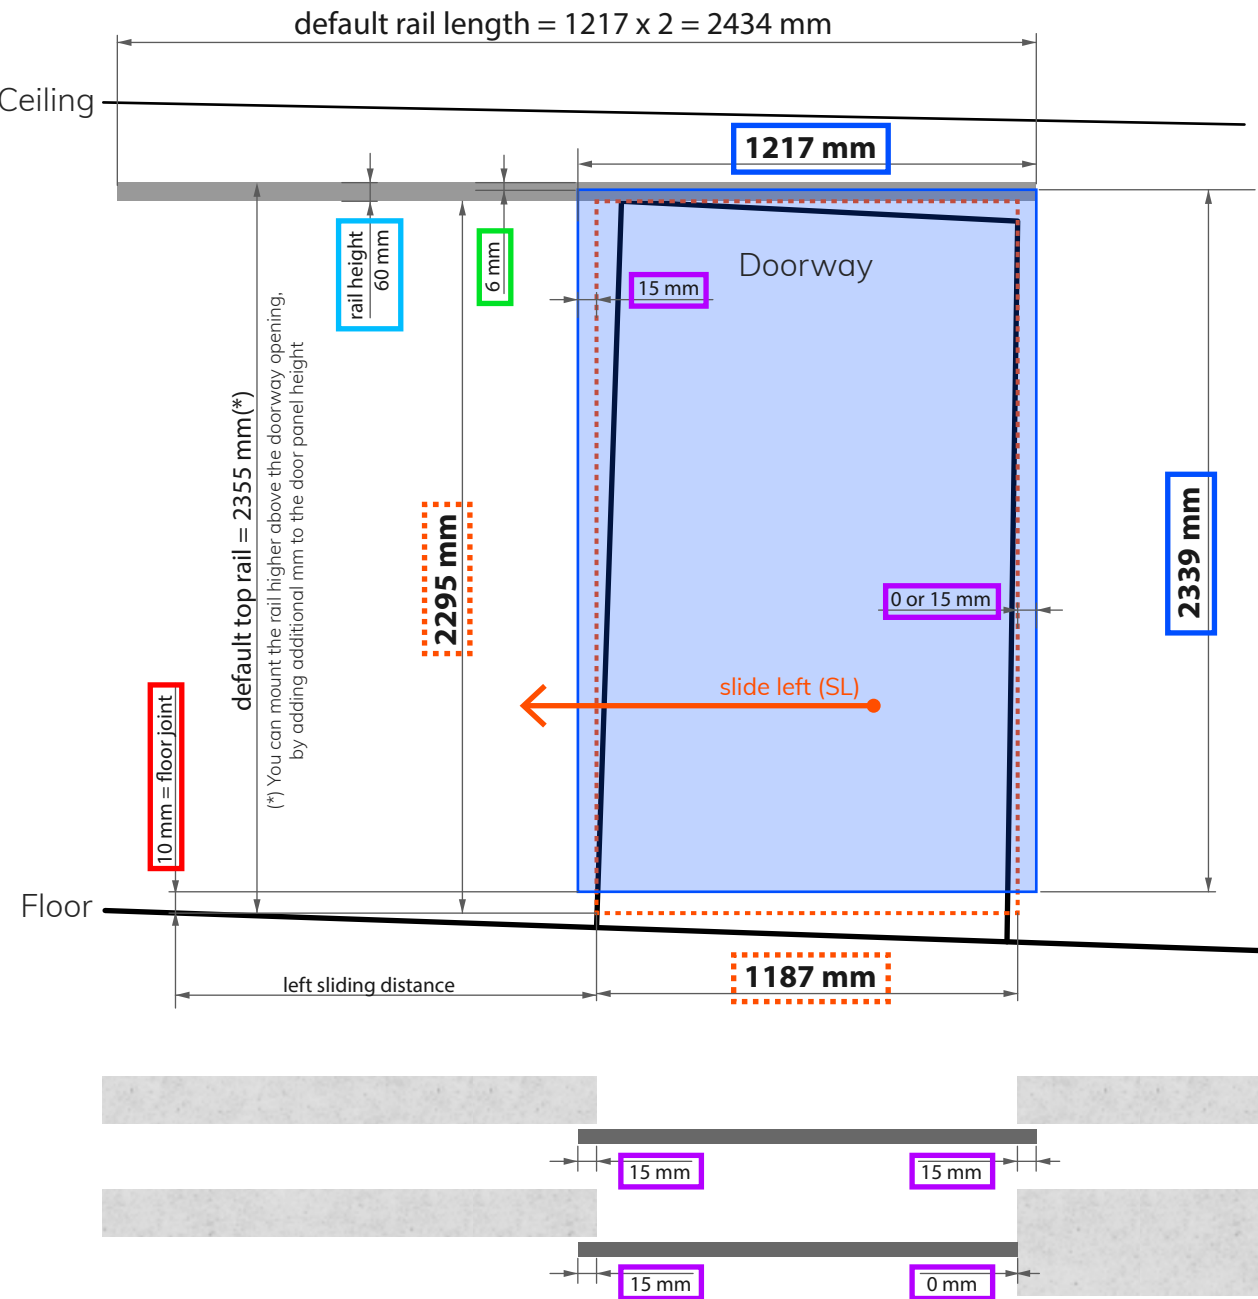 default rail length = 1217 x 2 = 2434 mm
Ceiling
1217 mm
rail height
60 mm
6 mm
15 mm
Doorway
default top rail = 2355 mm(*)
(*) You can mount the rail higher above the doorway opening,
by adding additional mm to the door panel height
2295 mm
2339 mm
0 or 15 mm
slide left (SL)
10 mm = floor joint
Floor
left sliding distance
1187 mm
15 mm
15 mm
15 mm
0 mm